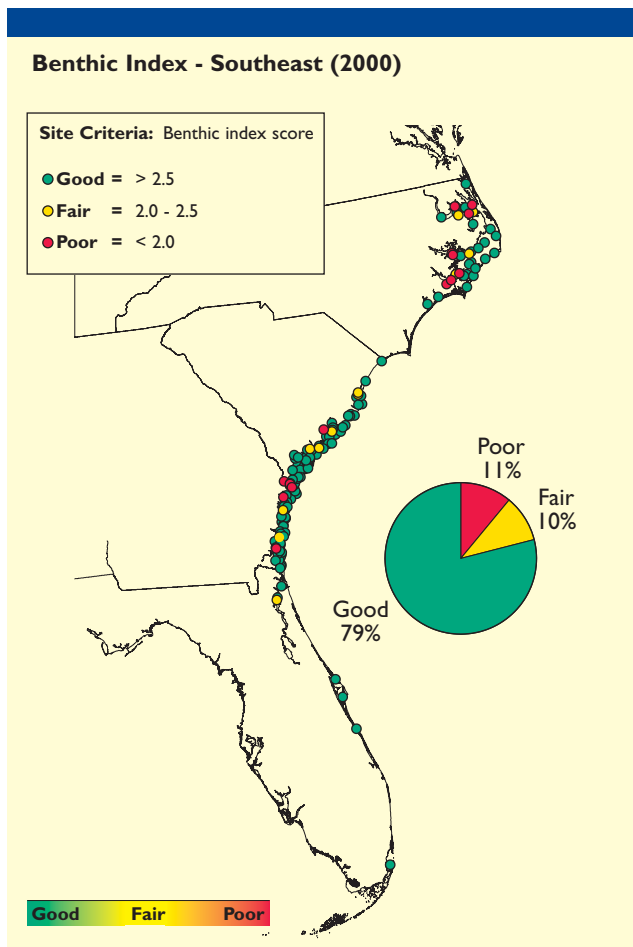 Benthic Index - Southeast (2000)
Site Criteria: Benthic index score
Good = > 2.5
Fair = 2.0 - 2.5
Poor = < 2.0
Poor
11%
Fair
10%
Good
79%
Good Fair Poor